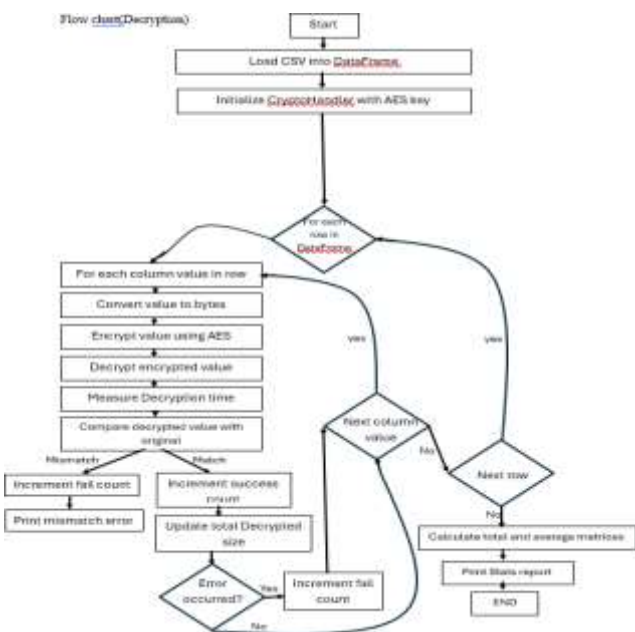 Flow chart(Decryption)
Start
Load CSV into DataFrame.
Initialize CryptoHandler with AES key
For each
row in
DataFrame
For each column value in row
Convert value to bytes
Encrypt value using AES
Decrypt encrypted value
Measure Decryption time
Compare decrypted value with
original
Mismatch
Match
Increment fail count
Print mismatch error
Increment success
count
Update total Decrypted
size
Error
occurred?
Yes
No
Increment fail
count
Next column
value
yes
No
Next row
yes
No
Calculate total and average matrices
Print Stats report
END